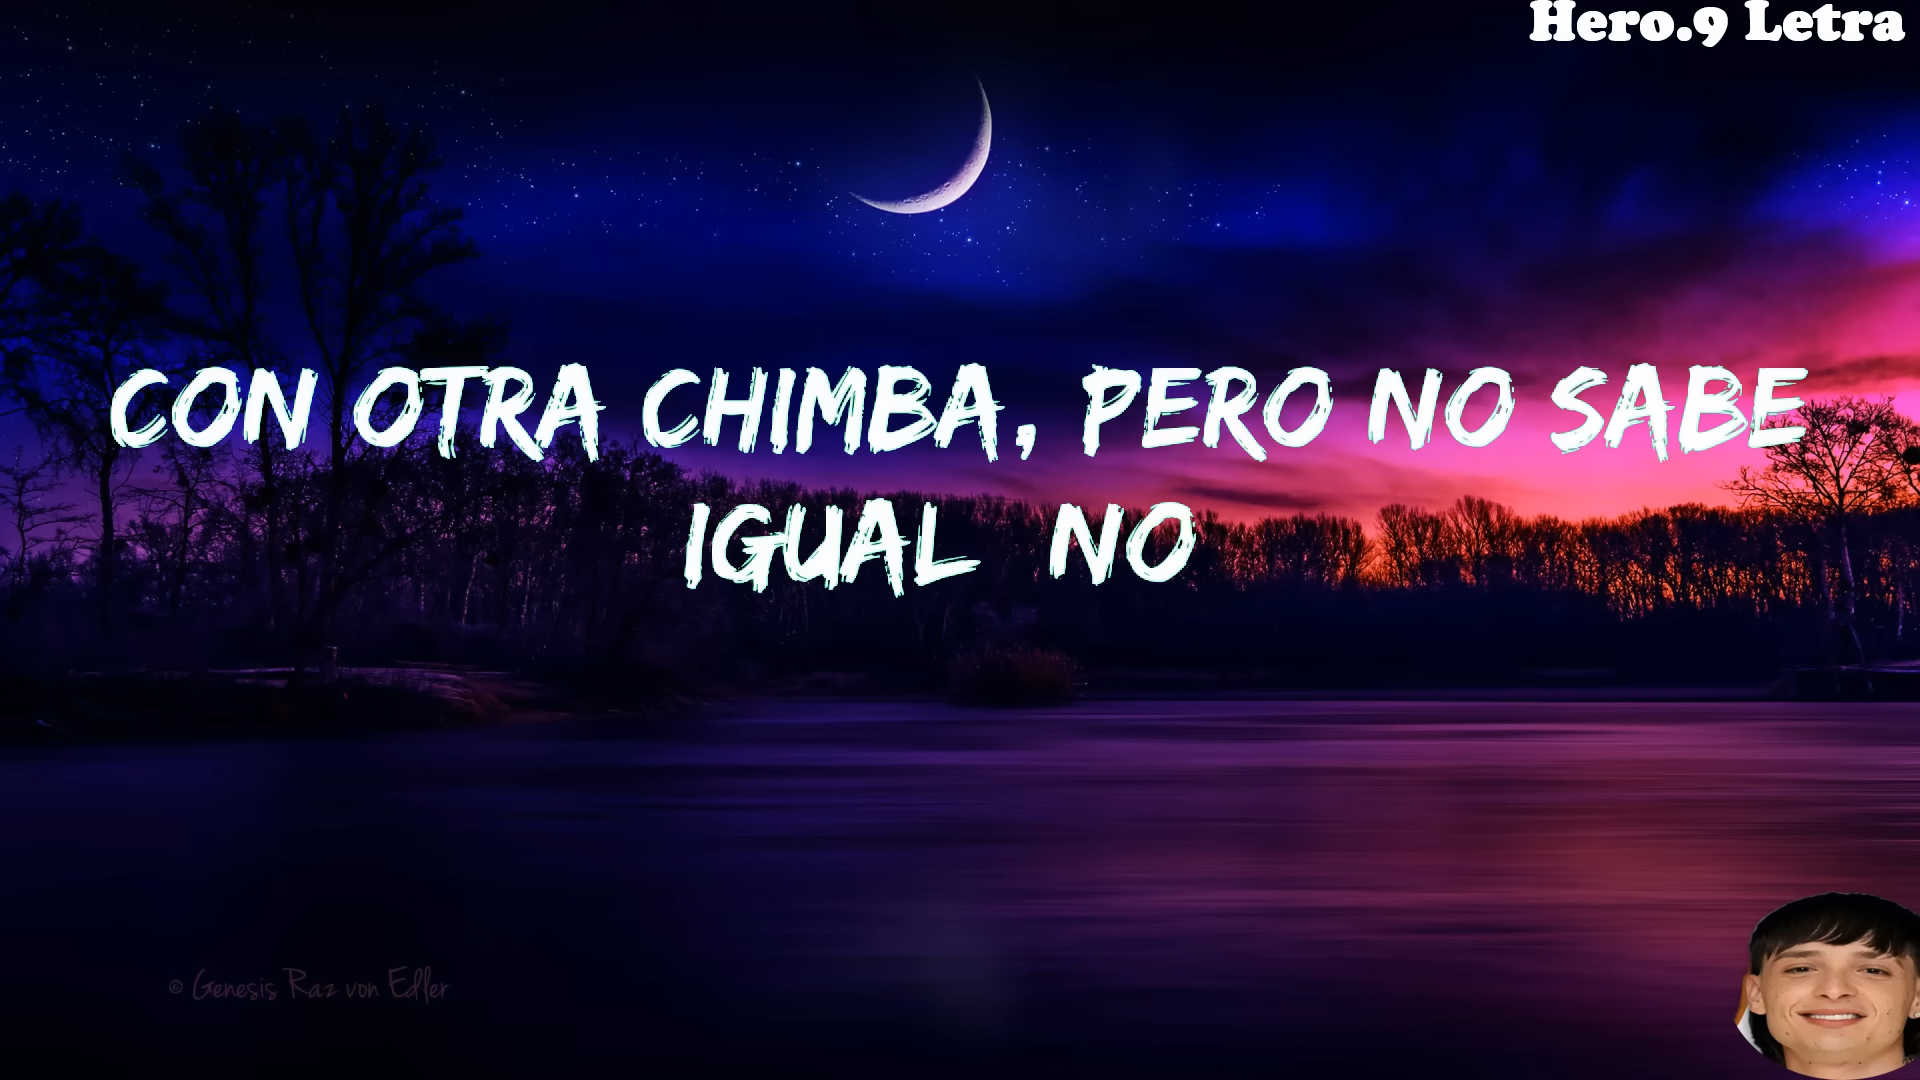 Hero.9 Letra
CON OTRA CHIMBA, PERO NO SABE
IGUAL NO
© Genesis Raz von Edler